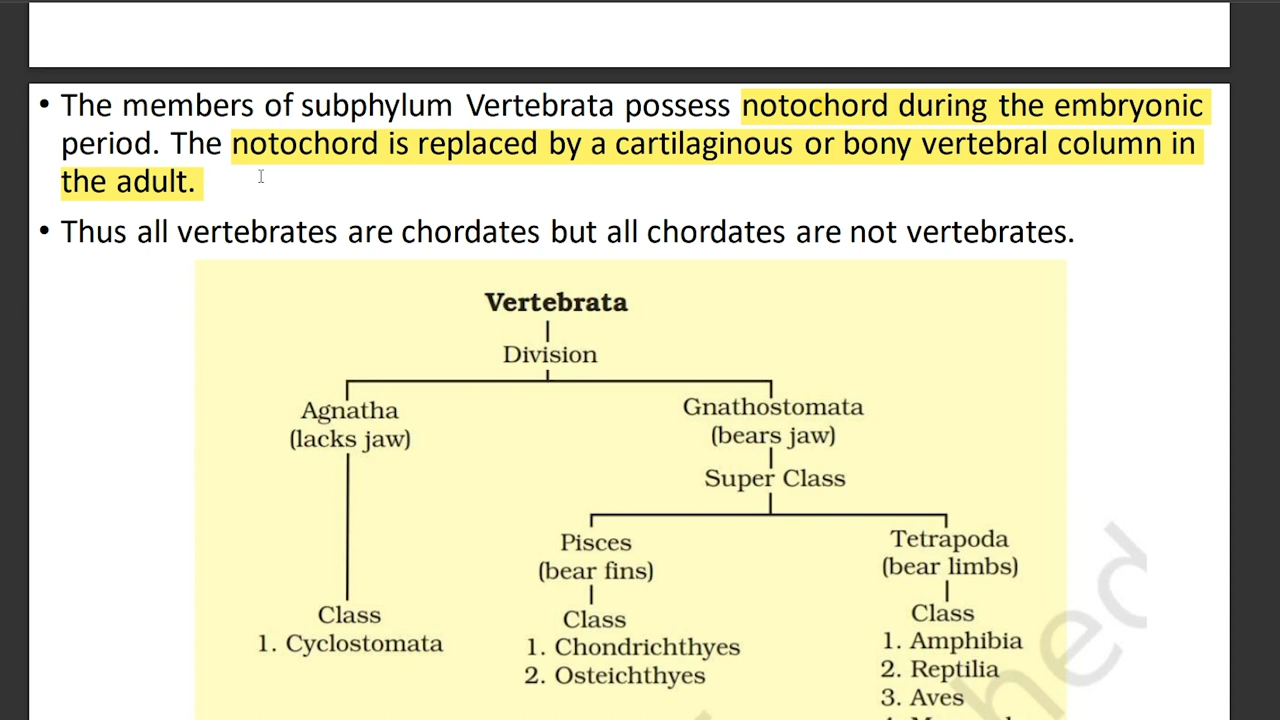 • The members of subphylum Vertebrata possess notochord during the embryonic
period. The notochord is replaced by a cartilaginous or bony vertebral column in
the adult.
• Thus all vertebrates are chordates but all chordates are not vertebrates.
Vertebrata
Division
Agnatha
(lacks jaw)
Gnathostomata
(bears jaw)
Super Class
Pisces
(bear fins)
Tetrapoda
(bear limbs)
Class
1. Cyclostomata
Class
1. Chondrichthyes
2. Osteichthyes
Class
1. Amphibia
2. Reptilia
3. Aves